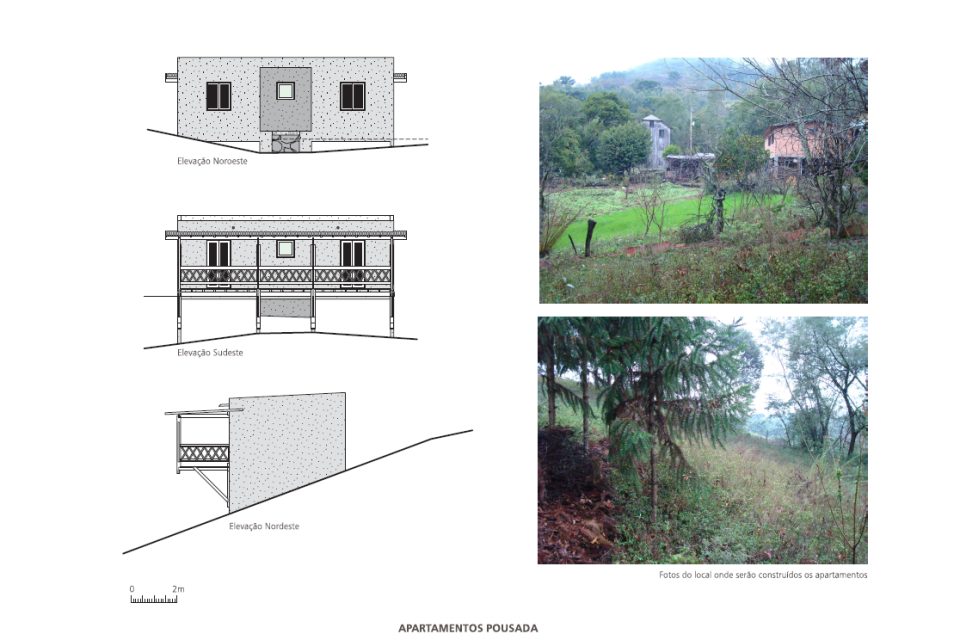 Elevação Noroeste
Elevação Sudeste
Elevação Nordeste
0 2m
Fotos do local onde serão construídos os apartamentos
APARTAMENTOS POUSADA